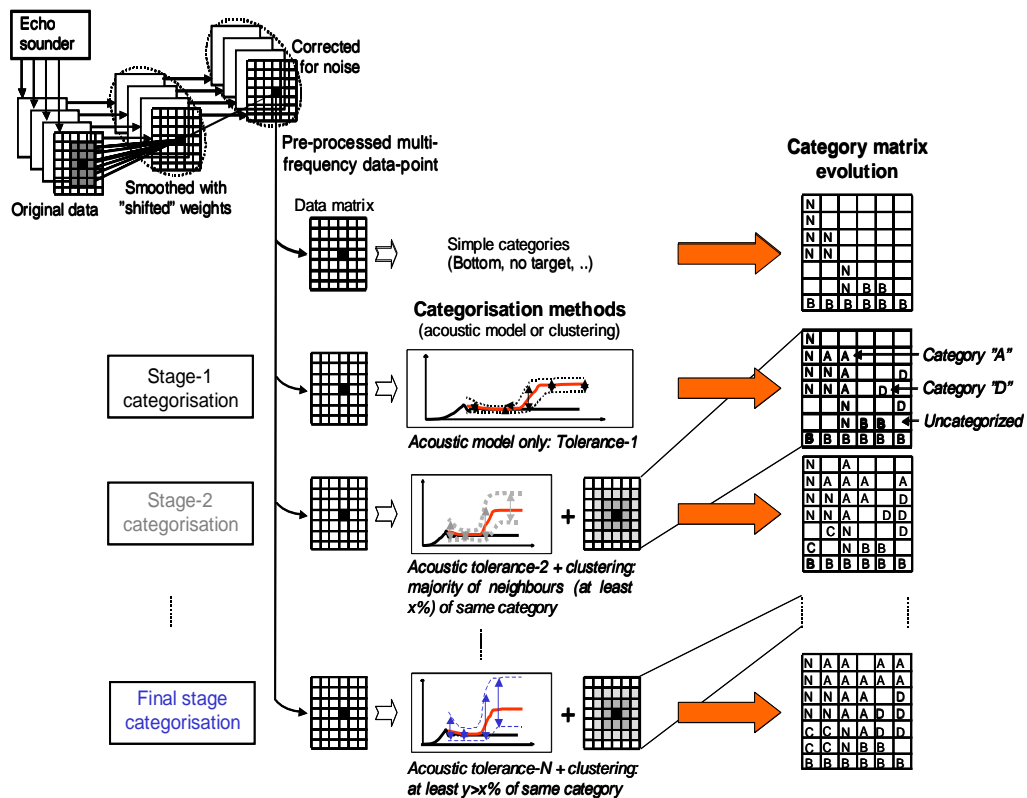 Echo
sounder
Corrected
for noise
Pre-processed multi-
frequency data-point
Smoothed with
"shifted" weights
Original data
Category matrix
evolution
Data matrix
Simple categories
(Bottom, no target, ..)
N
N
N N
N N
N
N B B
B B B B B B
Categorisation methods
(acoustic model or clustering)
Stage-1
categorisation
Acoustic model only: Tolerance-1
N
N A A
N N A D
N N A D
N D
N B B
B B B B B B
Category "A"
Category "D"
Uncategorized
Stage-2
categorisation
+
Acoustic tolerance-2 + clustering:
majority of neighbours (at least
x%) of same category
N A
N A A A A
N N A A D
N N A D D
C N D
C N B B
B B B B B B
Final stage
categorisation
+
Acoustic tolerance-N + clustering:
at least y>x% of same category
N A A A A
N N A A A A
N N A A D
N N A A D D
C C N A D D
C C N B B
B B B B B B